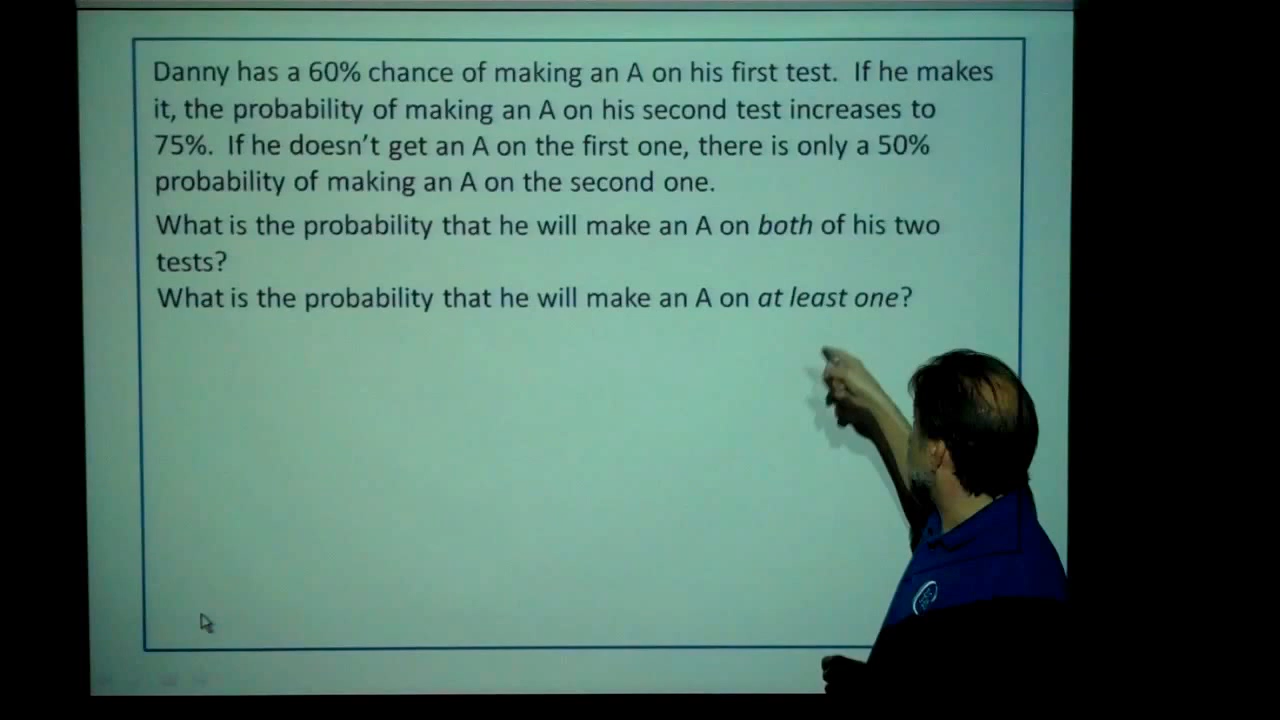 Danny has a 60% chance of making an A on his first test.  If he makes
it, the probability of making an A on his second test increases to
75%.  If he doesn’t get an A on the first one, there is only a 50%
probability of making an A on the second one.
What is the probability that he will make an A on both of his two
tests?
What is the probability that he will make an A on at least one?